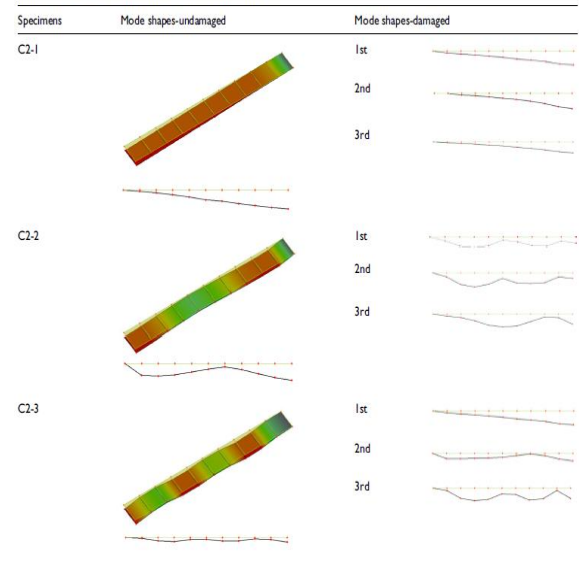 Specimens Mode shapes-undamaged Mode shapes-damaged
C2-1 1st
2nd
3rd
C2-2 1st
2nd
3rd
C2-3 1st
2nd
3rd